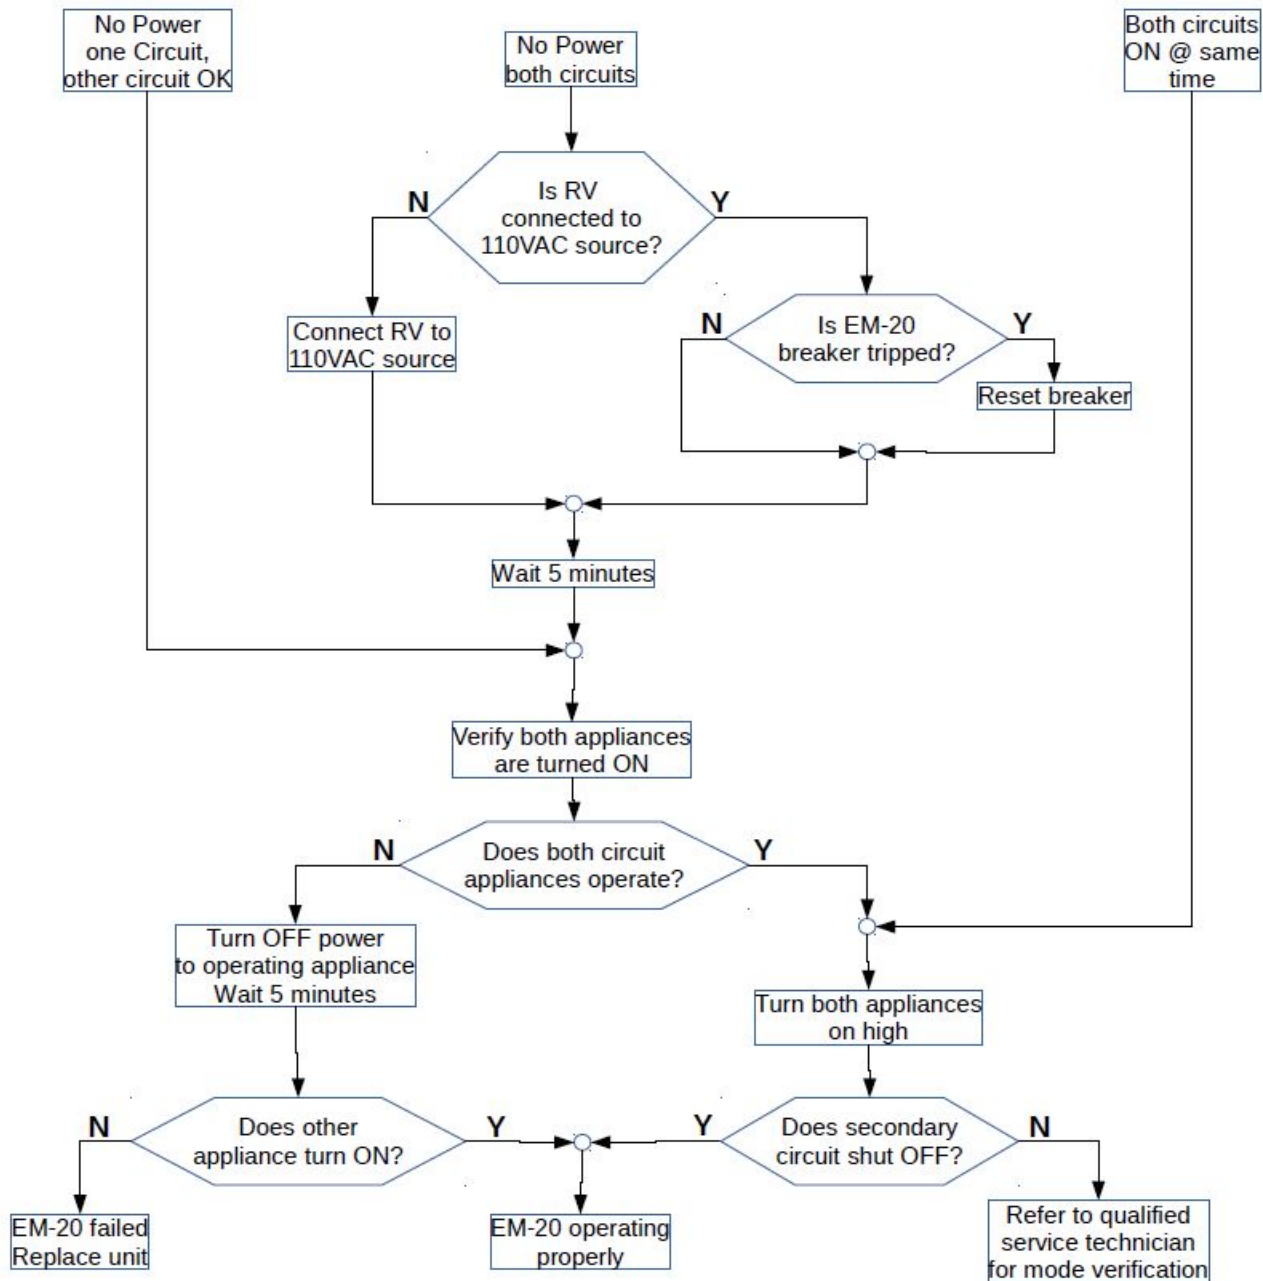 No Power
one Circuit,
other circuit OK
No Power
both circuits
Both circuits
ON @ same
time
Is RV
connected to
110VAC source?
N
Y
Connect RV to
110VAC source
Is EM-20
breaker tripped?
N
Y
Reset breaker
Wait 5 minutes
Verify both appliances
are turned ON
Does both circuit
appliances operate?
N
Y
Turn OFF power
to operating appliance
Wait 5 minutes
Turn both appliances
on high
N
Does other
appliance turn ON?
Y
Y
Does secondary
circuit shut OFF?
N
EM-20 failed
Replace unit
EM-20 operating
properly
Refer to qualified
service technician
for mode verification